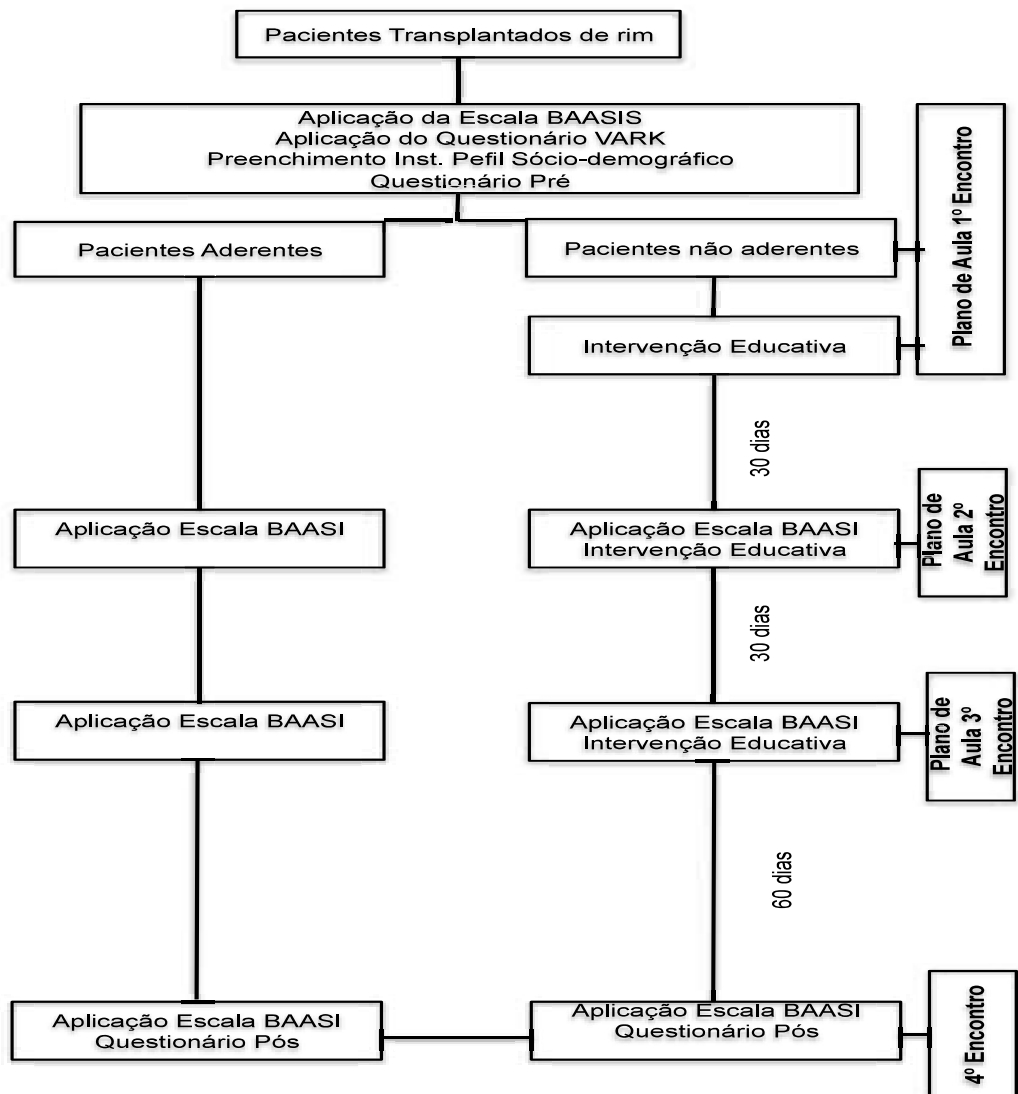 Pacientes Transplantados de rim
Aplicação da Escala BAASIS
Aplicação do Questionário VARK
Preenchimento Inst. Pefil Sócio-demográfico
Questionário Pré
Pacientes Aderentes
Pacientes não aderentes
Plano de Aula 1º Encontro
Intervenção Educativa
30 dias
Aplicação Escala BAASI
Aplicação Escala BAASI
Intervenção Educativa
Plano de
Aula 2º
Encontro
30 dias
Aplicação Escala BAASI
Aplicação Escala BAASI
Intervenção Educativa
Plano de
Aula 3º
Encontro
60 dias
Aplicação Escala BAASI
Questionário Pós
Aplicação Escala BAASI
Questionário Pós
4º Encontro